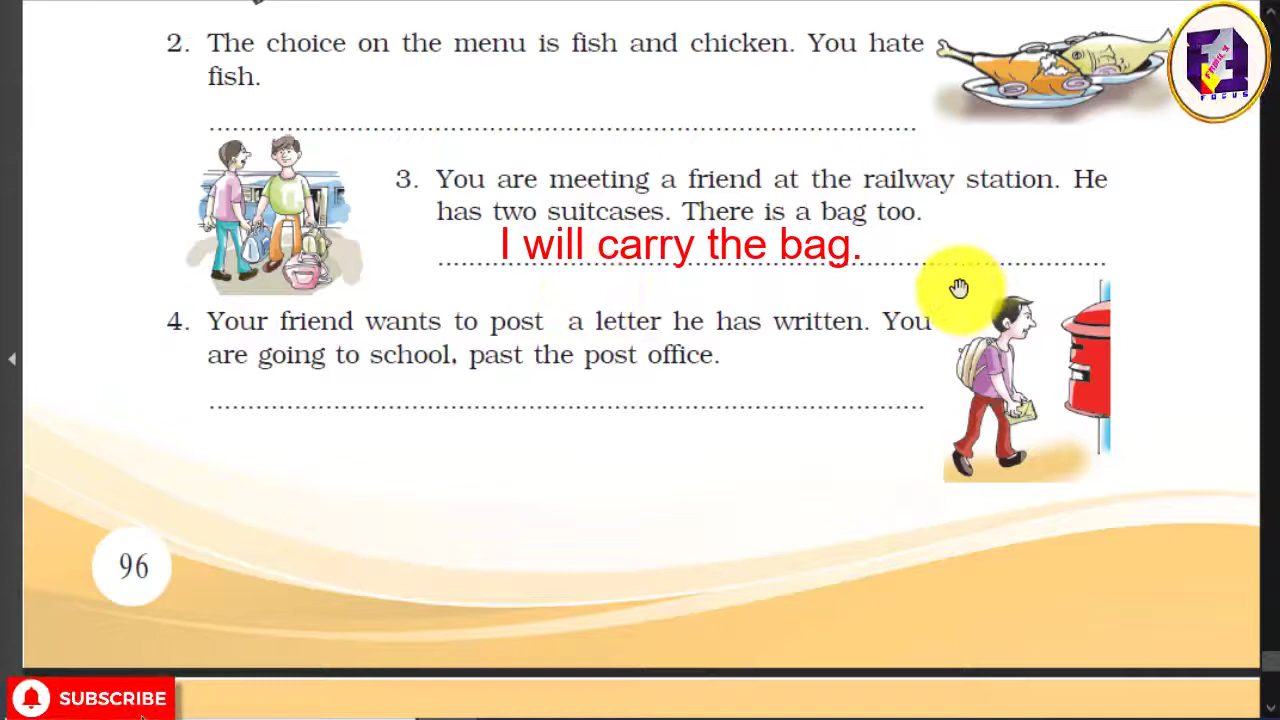 2. The choice on the menu is fish and chicken. You hate
fish.
FAMILY
FOCUS
3. You are meeting a friend at the railway station. He
has two suitcases. There is a bag too.
I will carry the bag.
4. Your friend wants to post a letter he has written. You
are going to school, past the post office.
96
SUBSCRIBE